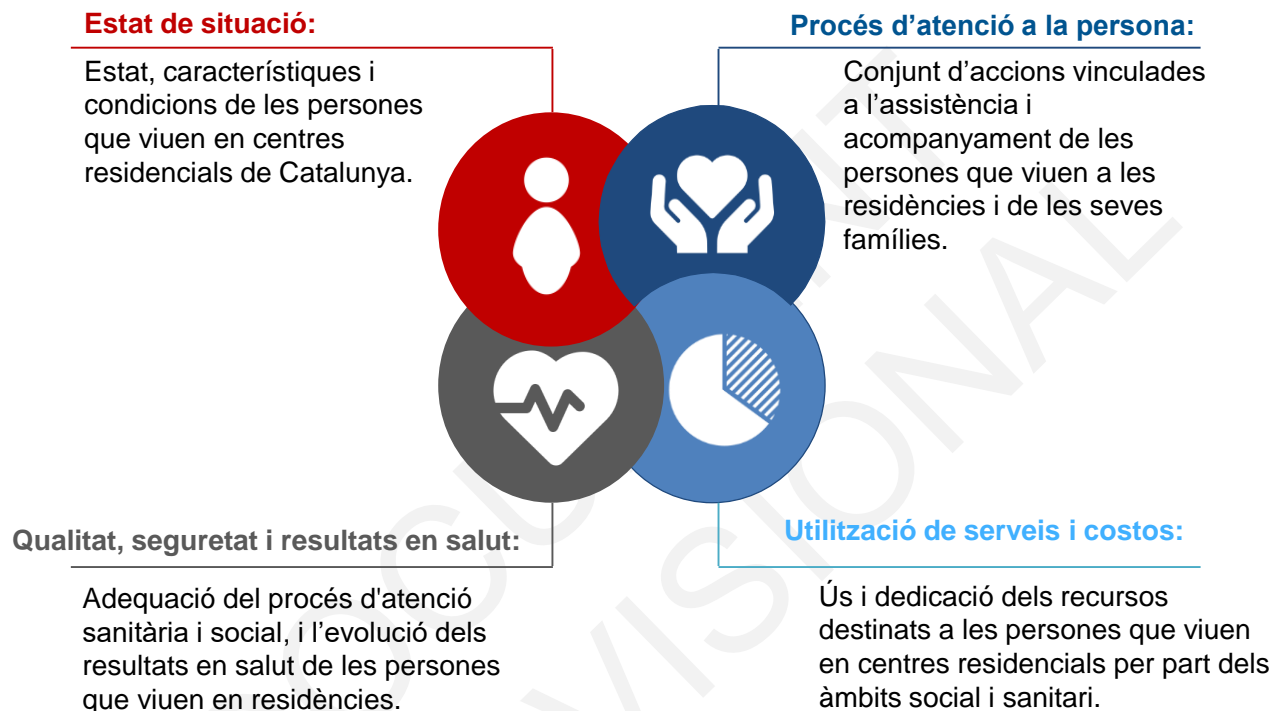 Estat de situació:
Estat, característiques i
condicions de les persones
que viuen en centres
residencials de Catalunya.
Procés d’atenció a la persona:
Conjunt d’accions vinculades
a l’assistència i
acompanyament de les
persones que viuen a les
residències i de les seves
famílies.
Qualitat, seguretat i resultats en salut:
Adequació del procés d'atenció
sanitària i social, i l’evolució dels
resultats en salut de les persones
que viuen en residències.
Utilització de serveis i costos:
Ús i dedicació dels recursos
destinats a les persones que viuen
en centres residencials per part dels
àmbits social i sanitari.